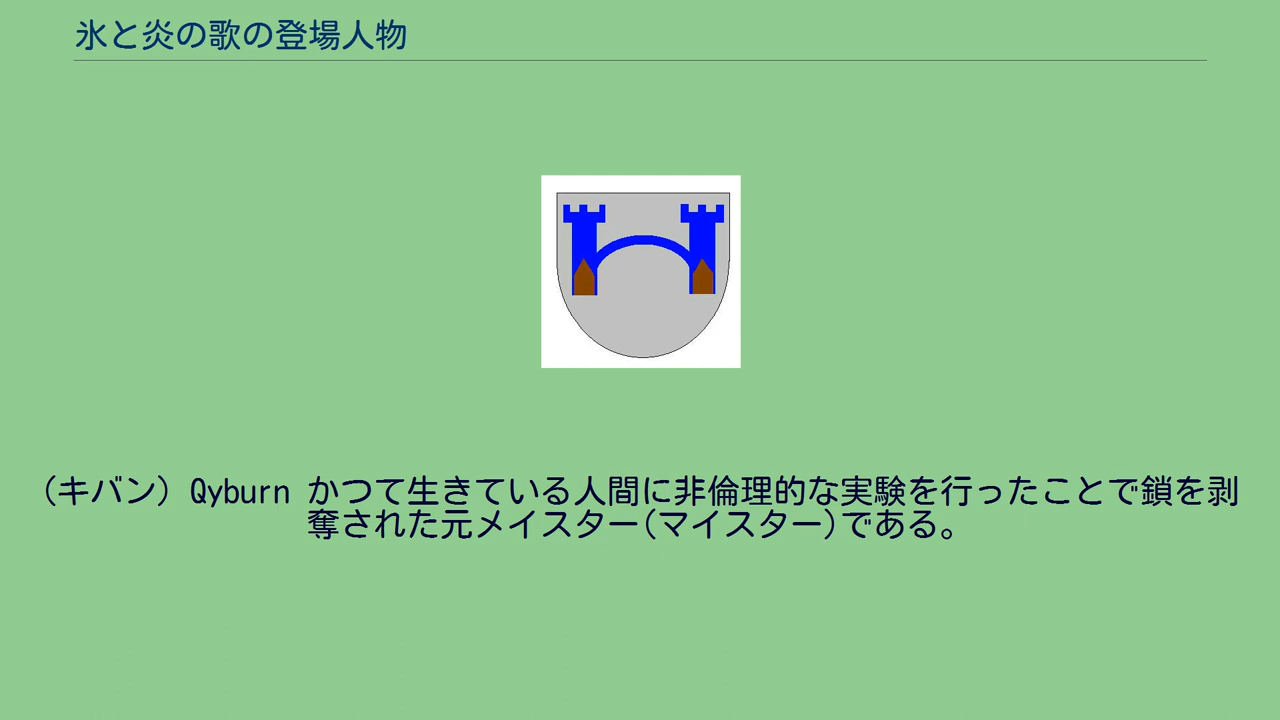 氷と炎の歌の登場人物
(キバン) Qyburn かつて生きている人間に非倫理的な実験を行ったことで鎖を剥
奪された元メイスター(マイスター)である。